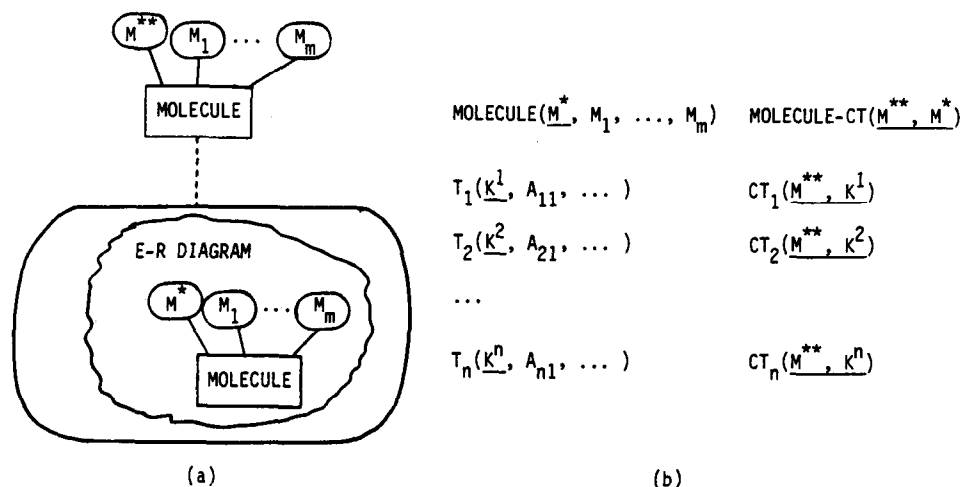 M** M1 ... Mm
MOLECULE
E-R DIAGRAM
M* M1 ... Mm
MOLECULE
(a)
MOLECULE(M*, M1, ..., Mm) MOLECULE-CT(M**, M*)
T1(K1, A11, ... ) CT1(M**, K1)
T2(K2, A21, ... ) CT2(M**, K2)
...
Tn(Kn, An1, ... ) CTn(M**, Kn)
(b)